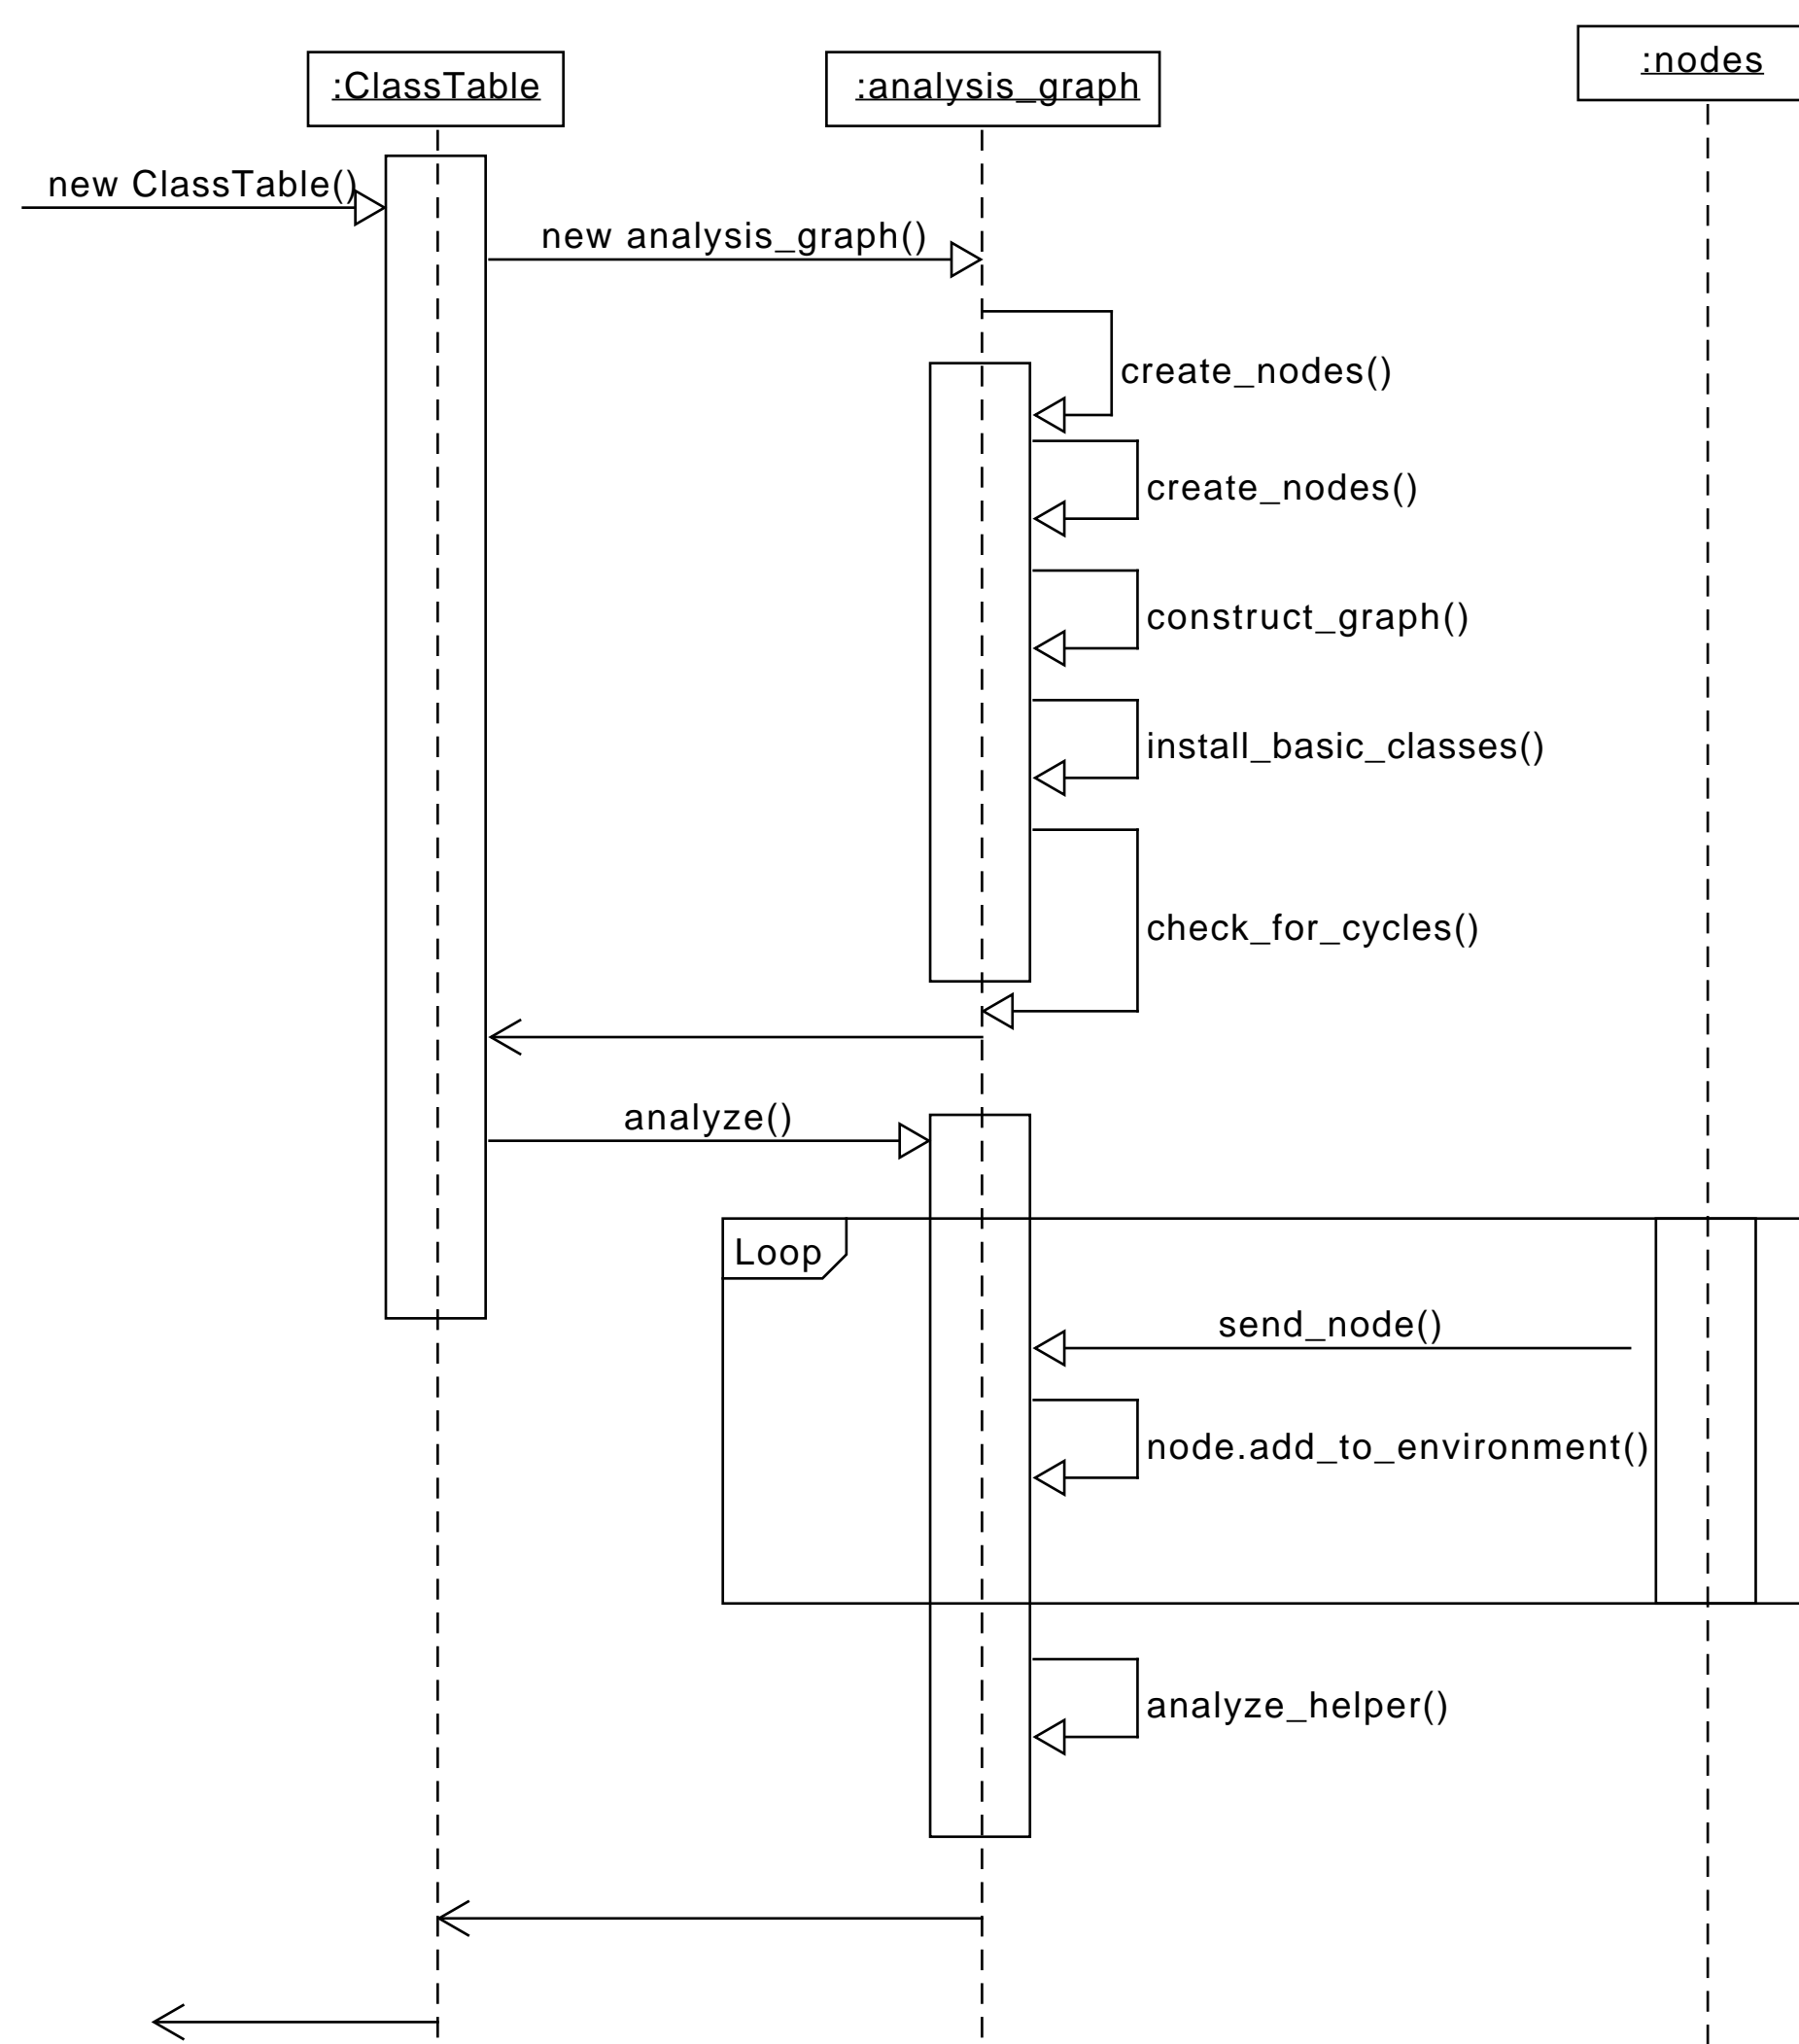 :nodes
:ClassTable
:analysis_graph
new ClassTable()
new analysis_graph()
create_nodes()
create_nodes()
construct_graph()
install_basic_classes()
check_for_cycles()
analyze()
Loop
send_node()
node.add_to_environment()
analyze_helper()